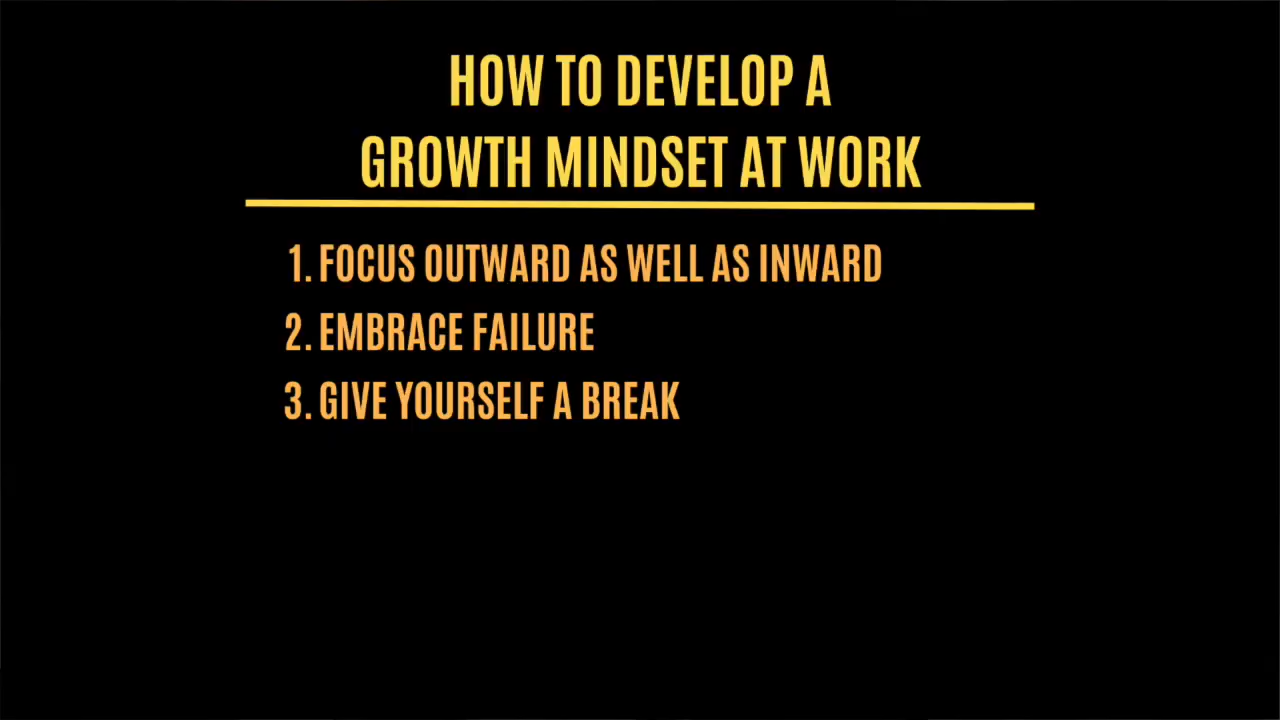 HOW TO DEVELOP A
GROWTH MINDSET AT WORK
1. FOCUS OUTWARD AS WELL AS INWARD
2. EMBRACE FAILURE
3. GIVE YOURSELF A BREAK